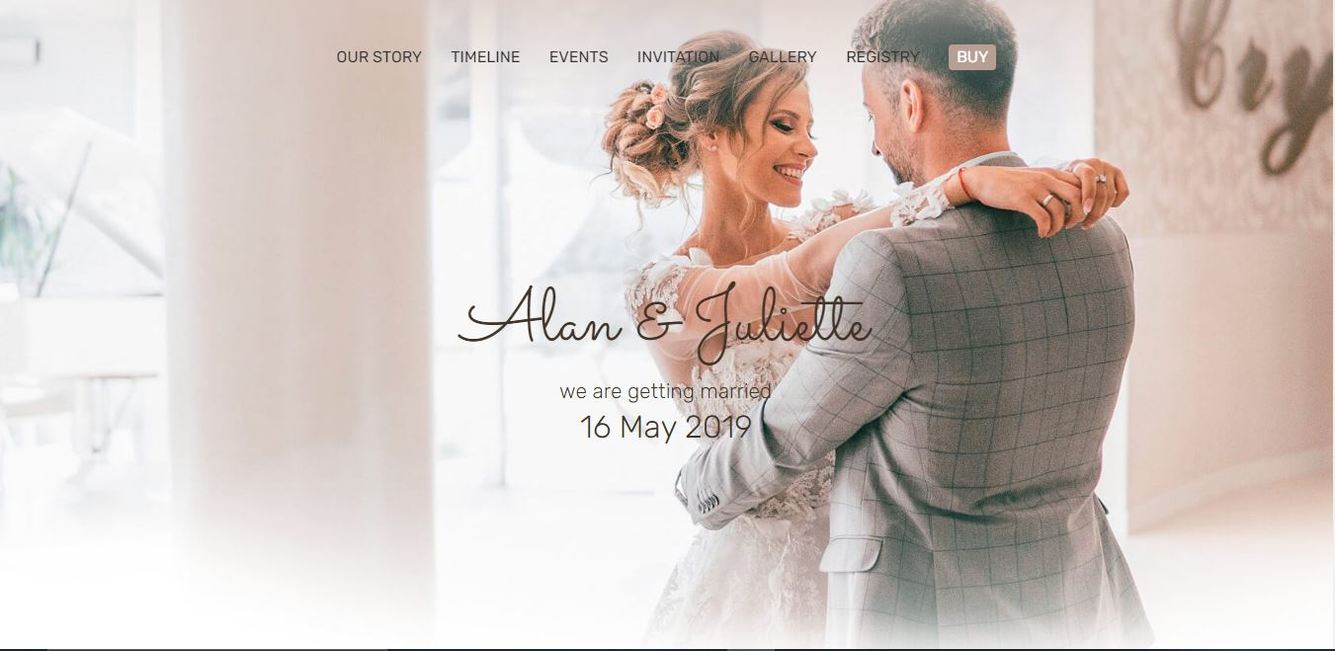 OUR STORY TIMELINE EVENTS INVITATION GALLERY REGISTRY BUY
Alan & Juliette
we are getting married
16 May 2019